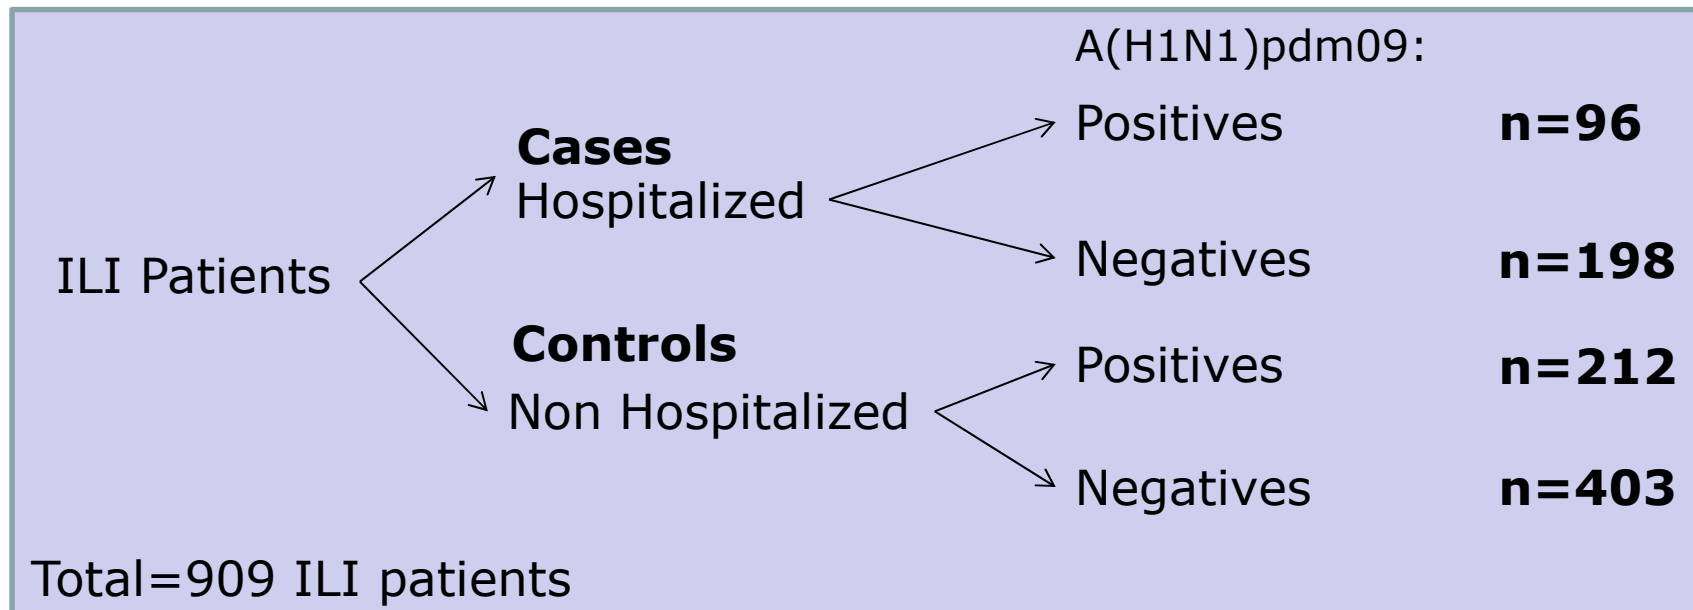 A(H1N1)pdm09:
Positives n=96
Cases
Hospitalized
Negatives n=198
ILI Patients
Controls
Positives n=212
Non Hospitalized
Negatives n=403
Total=909 ILI patients